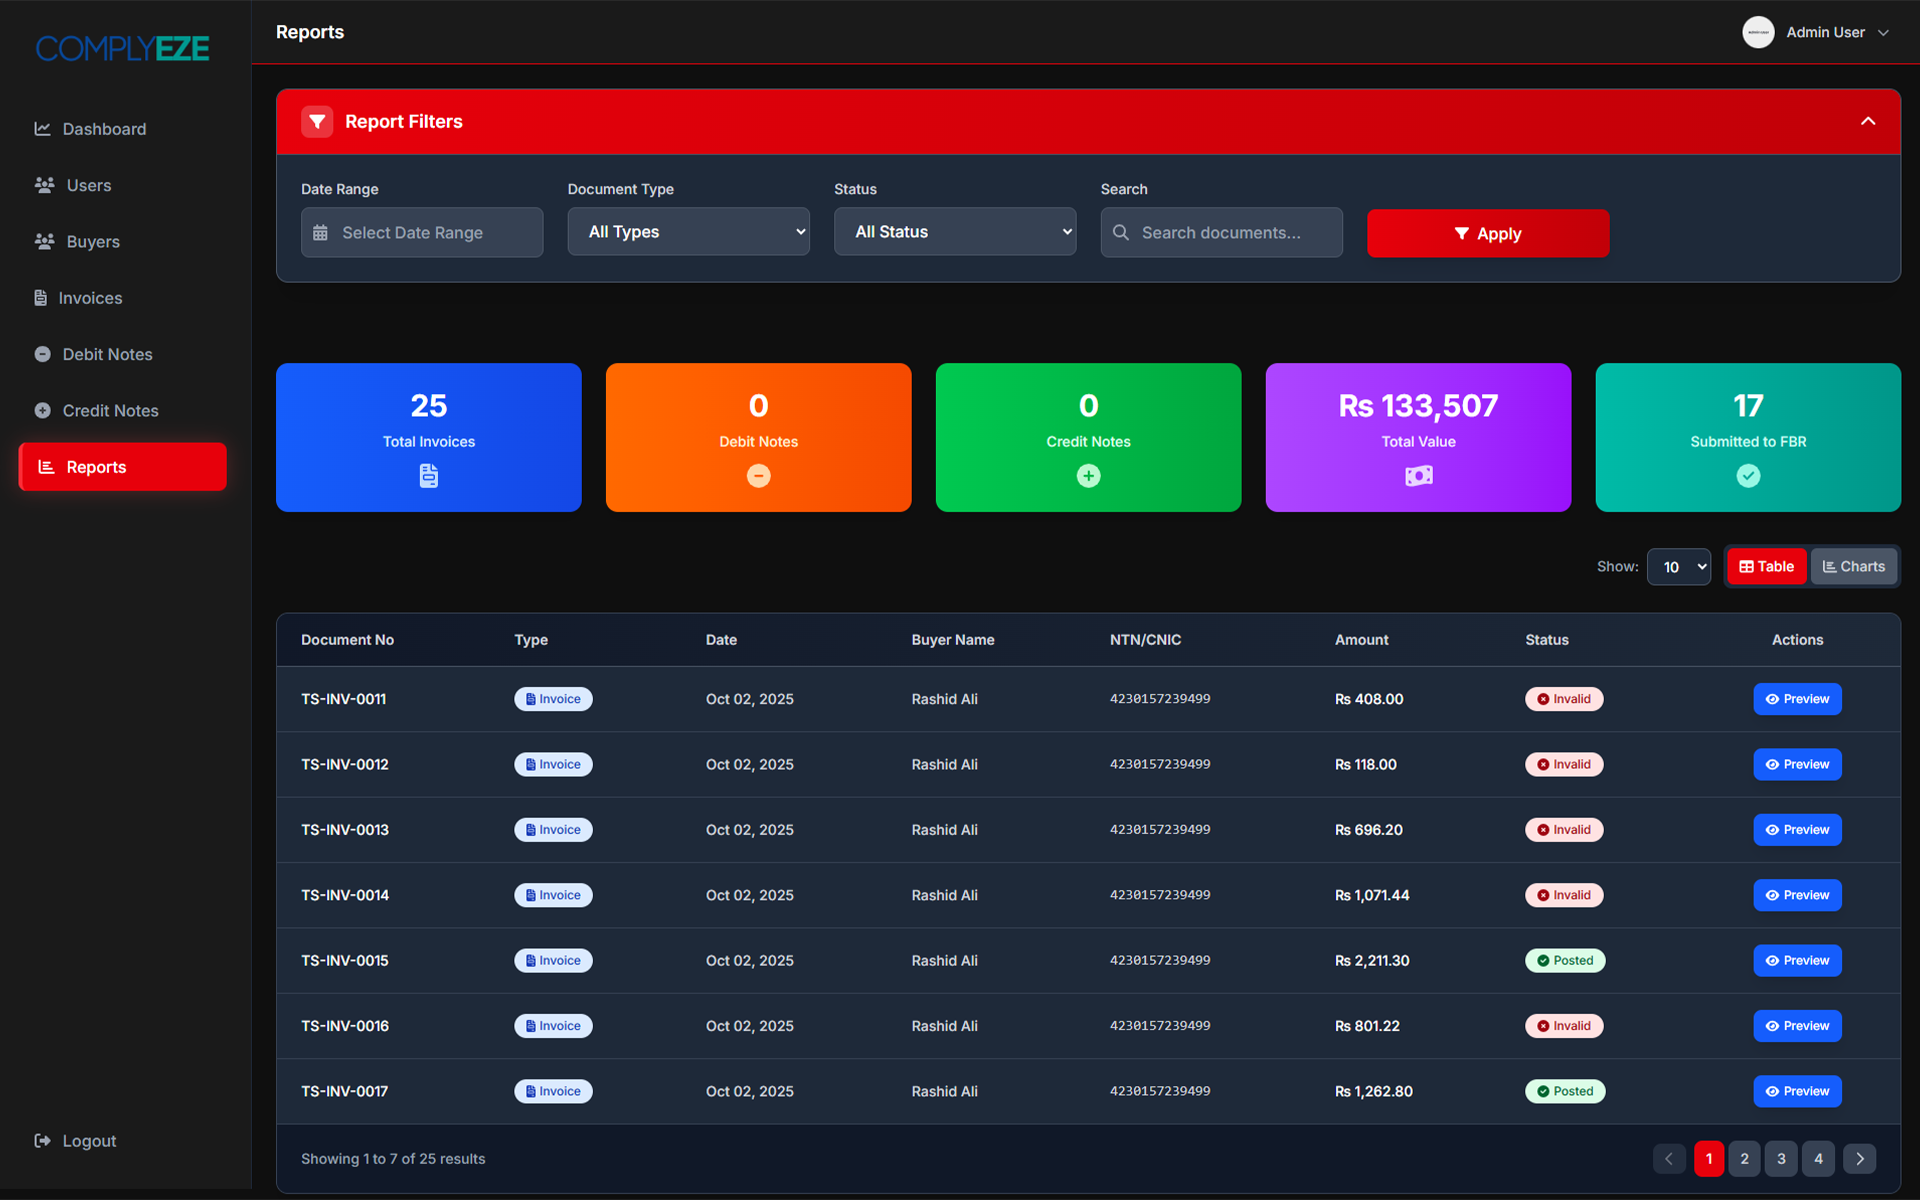 COMPLYEZE
Reports
Admin User
Dashboard
Users
Buyers
Invoices
Debit Notes
Credit Notes
Reports
Logout
Report Filters
Date Range
Document Type
Status
Search
Select Date Range
All Types
All Status
Search documents...
Apply
25
Total Invoices
0
Debit Notes
0
Credit Notes
Rs 133,507
Total Value
17
Submitted to FBR
Show: 10 Table Charts
Document No Type Date Buyer Name NTN/CNIC Amount Status Actions
TS-INV-0011 Invoice Oct 02, 2025 Rashid Ali 4230157239499 Rs 408.00 Invalid Preview
TS-INV-0012 Invoice Oct 02, 2025 Rashid Ali 4230157239499 Rs 118.00 Invalid Preview
TS-INV-0013 Invoice Oct 02, 2025 Rashid Ali 4230157239499 Rs 696.20 Invalid Preview
TS-INV-0014 Invoice Oct 02, 2025 Rashid Ali 4230157239499 Rs 1,071.44 Invalid Preview
TS-INV-0015 Invoice Oct 02, 2025 Rashid Ali 4230157239499 Rs 2,211.30 Posted Preview
TS-INV-0016 Invoice Oct 02, 2025 Rashid Ali 4230157239499 Rs 801.22 Invalid Preview
TS-INV-0017 Invoice Oct 02, 2025 Rashid Ali 4230157239499 Rs 1,262.80 Posted Preview
Showing 1 to 7 of 25 results
1 2 3 4